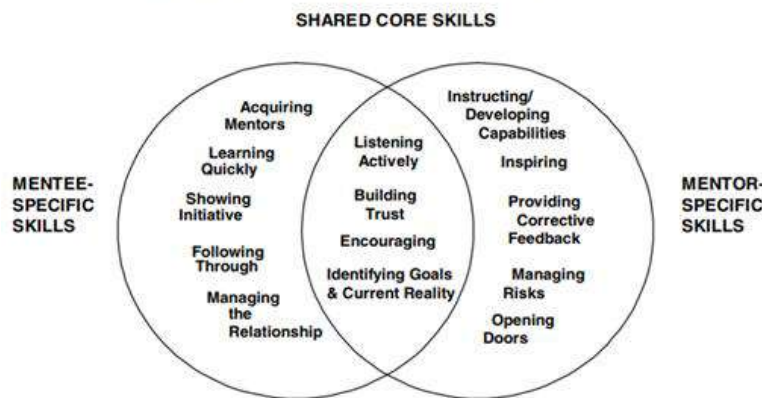 SHARED CORE SKILLS
MENTEE-
SPECIFIC
SKILLS
Acquiring
Mentors
Learning
Quickly
Showing
Initiative
Following
Through
Managing
the
Relationship
Listening
Actively
Building
Trust
Encouraging
Identifying Goals
& Current Reality
Instructing/
Developing
Capabilities
Inspiring
Providing
Corrective
Feedback
Managing
Risks
Opening
Doors
MENTOR-
SPECIFIC
SKILLS